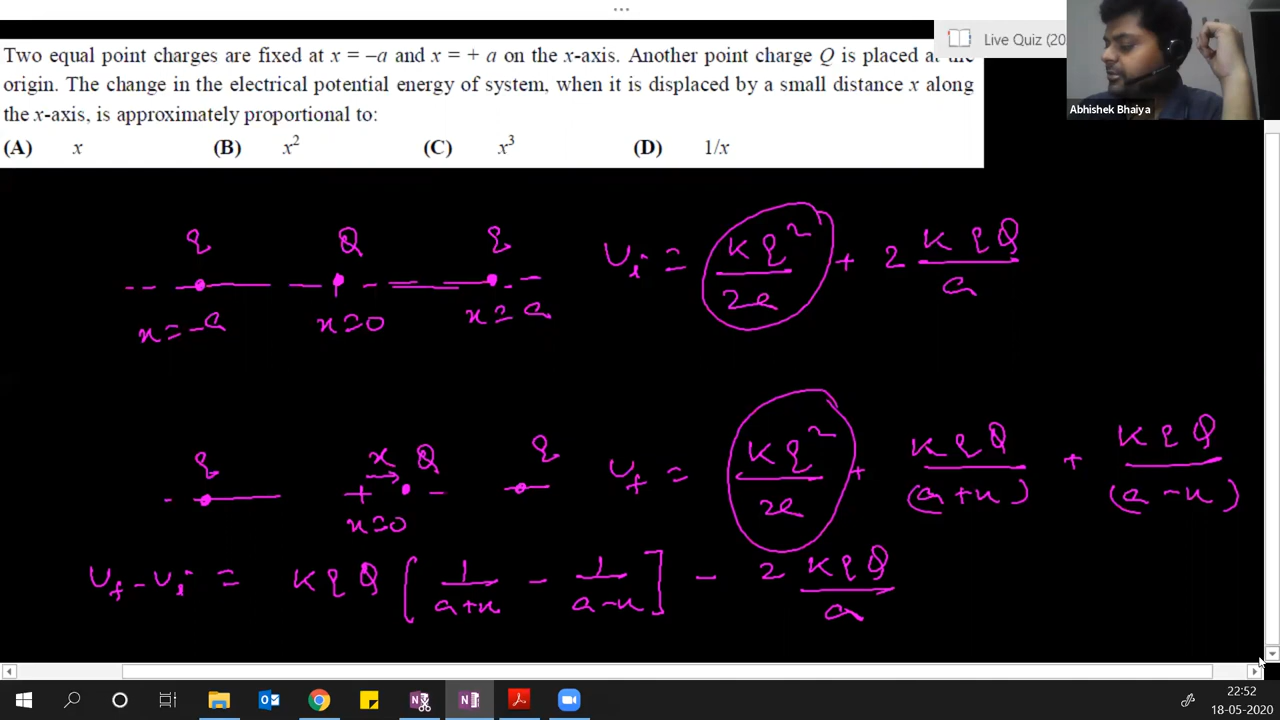 ...
Live Quiz (20
Two equal point charges are fixed at x = –a and x = + a on the x-axis. Another point charge Q is placed at the
origin. The change in the electrical potential energy of system, when it is displaced by a small distance x along
the x-axis, is approximately proportional to:
(A) x (B) x² (C) x³ (D) 1/x
Abhishek Bhaiya
q Q q
x = -a x = 0 x = a
Ui = Kq²/2a + 2 KqQ/a
q x Q q
x = 0
Uf = Kq²/2a + KqQ/(a+x) + KqQ/(a-x)
Uf - Ui = KqQ [ 1/a+x - 1/a-x ] - 2 KqQ/a
22:52
18-05-2020